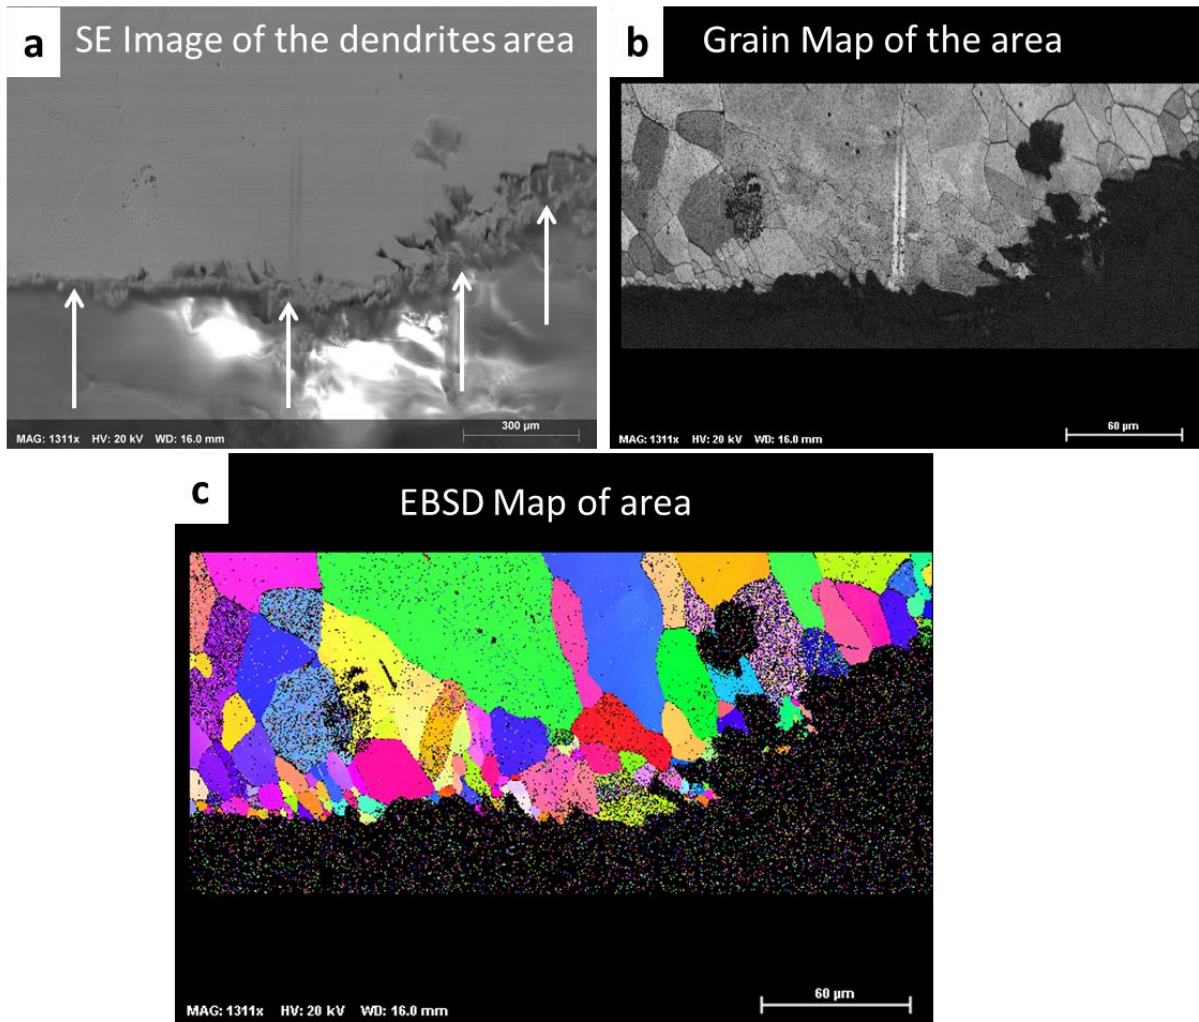 a
SE Image of the dendrites area
MAG: 1311x HV: 20 kV WD: 16.0 mm
300 µm
b
Grain Map of the area
MAG: 1311x HV: 20 kV WD: 16.0 mm
60 µm
c
EBSD Map of area
MAG: 1311x HV: 20 kV WD: 16.0 mm
60 µm